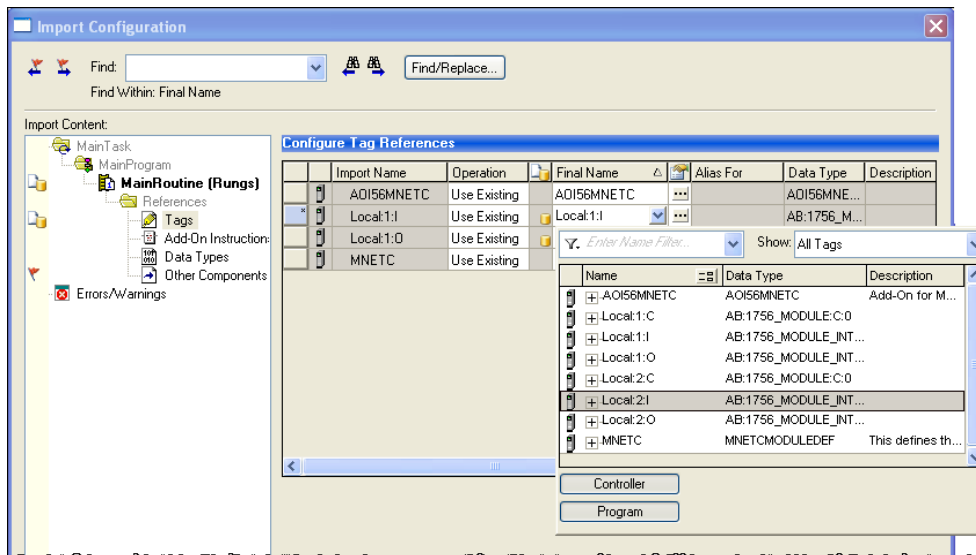 Import Configuration
Find:
Find/Replace...
Find Within: Final Name
Import Content:
MainTask
MainProgram
MainRoutine (Rungs)
References
Tags
Add-On Instruction:
Data Types
Other Components
Errors/Warnings
Configure Tag References
Import Name Operation Final Name Alias For Data Type Description
AOI56MNETC Use Existing AOI56MNETC AOI56MNE...
Local:1:I Use Existing Local:1:I AB:1756_M...
Local:1:O Use Existing
MNETC Use Existing
Enter Name Filter... Show: All Tags
Name Data Type Description
AOI56MNETC AOI56MNETC Add-On for M...
Local:1:C AB:1756_MODULE:C:0
Local:1:I AB:1756_MODULE_INT...
Local:1:O AB:1756_MODULE_INT...
Local:2:C AB:1756_MODULE:C:0
Local:2:I AB:1756_MODULE_INT...
Local:2:O AB:1756_MODULE_INT...
MNETC MNETCMODULEDEF This defines th...
Controller
Program